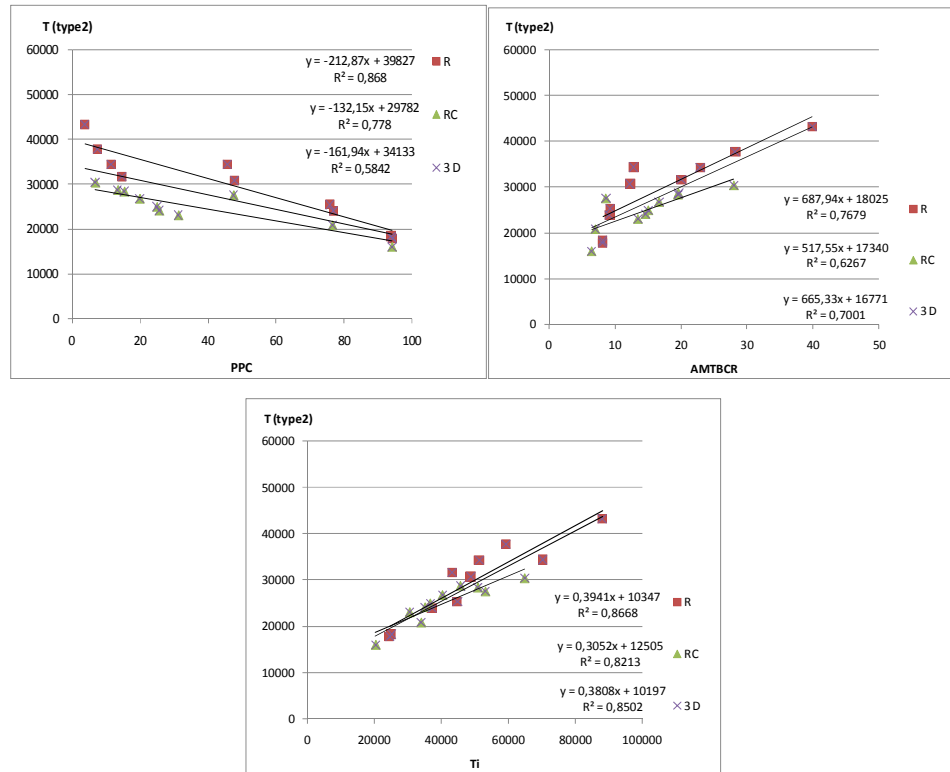 T (type2)
60000
50000
40000
30000
20000
10000
0
0 20 40 60 80 100
PPC
y = -212,87x + 39827
R² = 0,868
R
y = -132,15x + 29782
R² = 0,778
RC
y = -161,94x + 34133
R² = 0,5842
3 D
T (type2)
60000
50000
40000
30000
20000
10000
0
0 10 20 30 40 50
AMTBCR
y = 687,94x + 18025
R² = 0,7679
R
y = 517,55x + 17340
R² = 0,6267
RC
y = 665,33x + 16771
R² = 0,7001
3 D
T (type2)
60000
50000
40000
30000
20000
10000
0
0 20000 40000 60000 80000 100000
Ti
y = 0,3941x + 10347
R² = 0,8668
R
y = 0,3052x + 12505
R² = 0,8213
RC
y = 0,3808x + 10197
R² = 0,8502
3 D